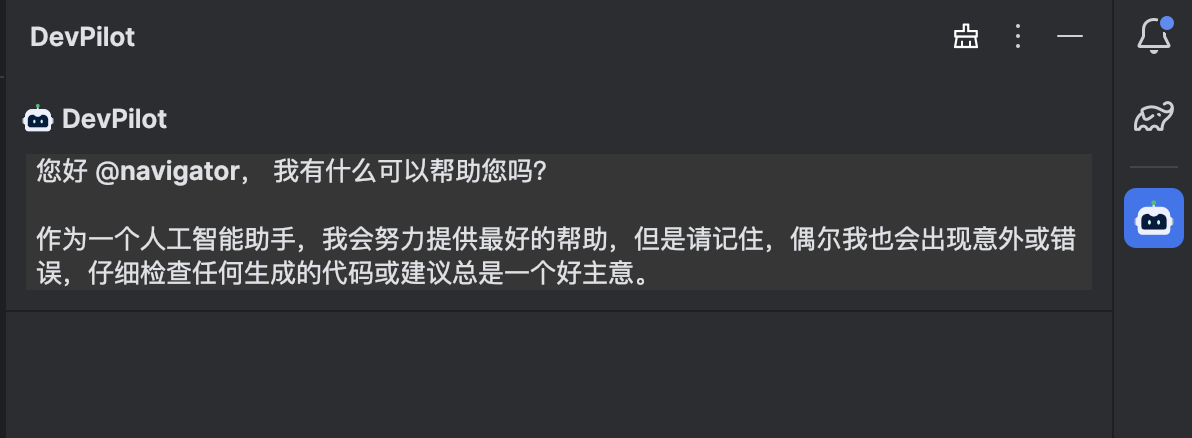 DevPilot
DevPilot
您好 @navigator， 我有什么可以帮助您吗?
作为一个人工智能助手，我会努力提供最好的帮助，但是请记住，偶尔我也会出现意外或错
误，仔细检查任何生成的代码或建议总是一个好主意。